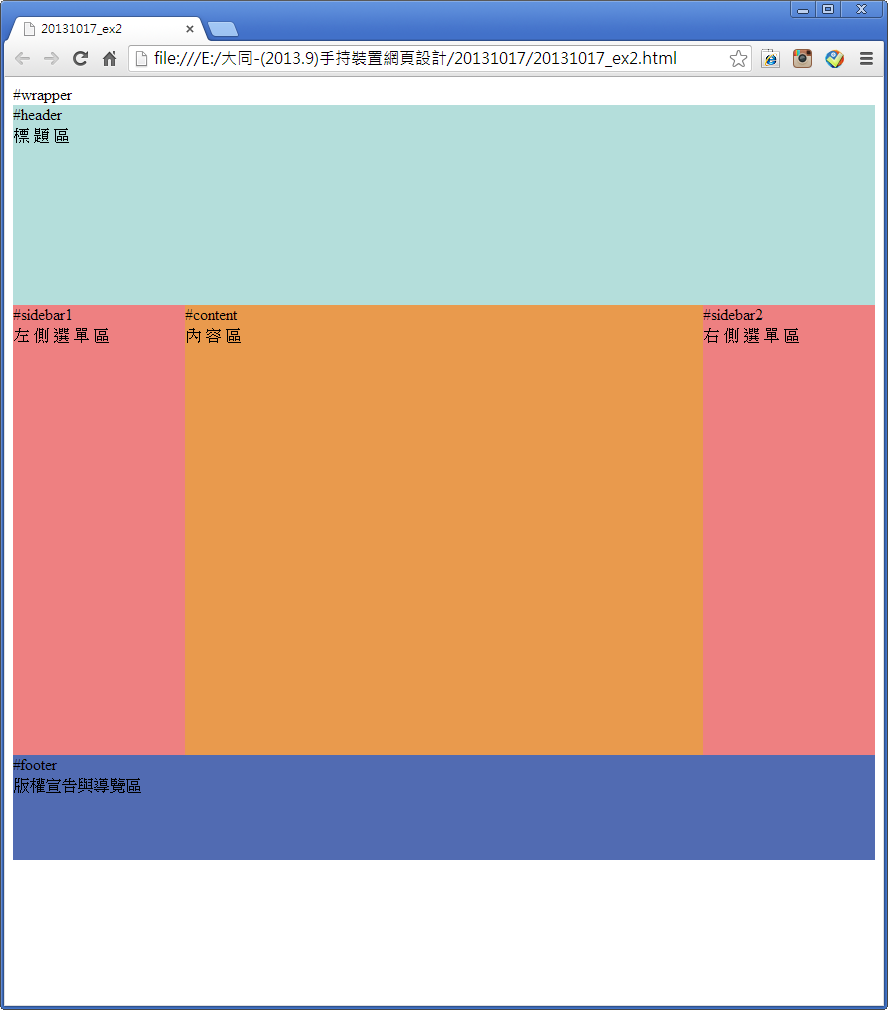 20131017_ex2
file:///E:/大同-(2013.9)手持裝置網頁設計/20131017/20131017_ex2.html
#wrapper
#header
標 題 區
#sidebar1
左 側 選 單 區
#content
內 容 區
#sidebar2
右 側 選 單 區
#footer
版權宣告與導覽區